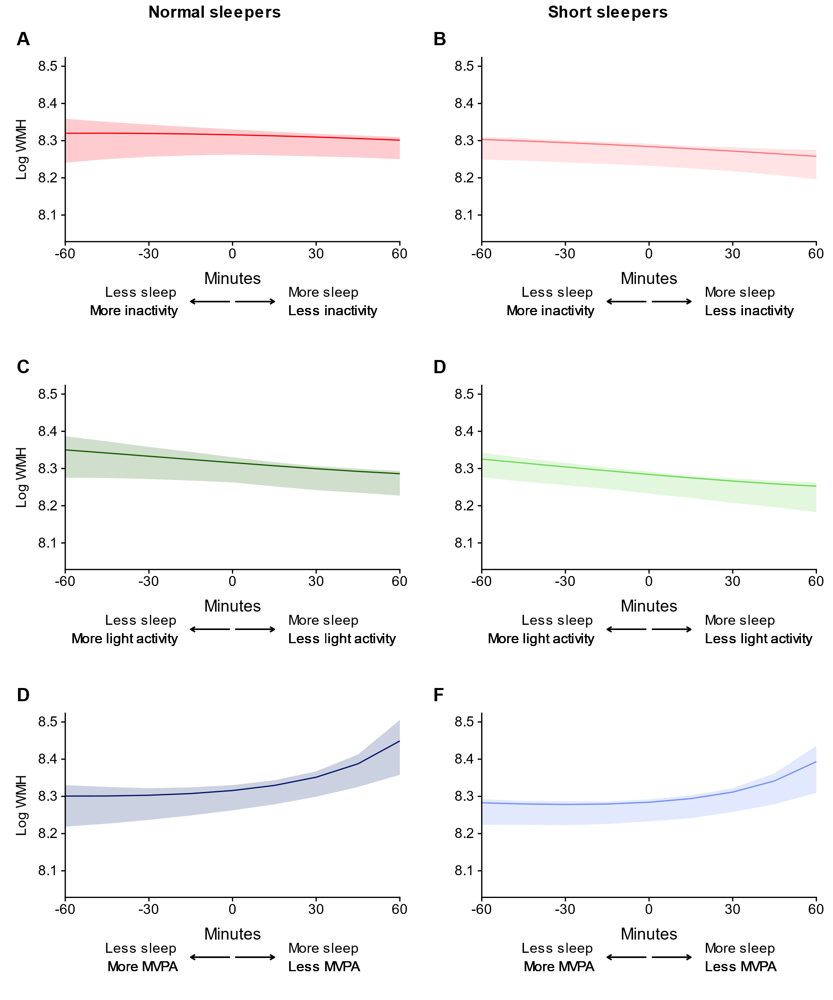 Normal sleepers
Short sleepers
A
8.5
8.4
8.3
8.2
8.1
Log WMH
-60 -30 0 30 60
Minutes
Less sleep More sleep
More inactivity Less inactivity
B
8.5
8.4
8.3
8.2
8.1
-60 -30 0 30 60
Minutes
Less sleep More sleep
More inactivity Less inactivity
C
8.5
8.4
8.3
8.2
8.1
Log WMH
-60 -30 0 30 60
Minutes
Less sleep More sleep
More light activity Less light activity
D
8.5
8.4
8.3
8.2
8.1
-60 -30 0 30 60
Minutes
Less sleep More sleep
More light activity Less light activity
D
8.5
8.4
8.3
8.2
8.1
Log WMH
-60 -30 0 30 60
Minutes
Less sleep More sleep
More MVPA Less MVPA
F
8.5
8.4
8.3
8.2
8.1
-60 -30 0 30 60
Minutes
Less sleep More sleep
More MVPA Less MVPA